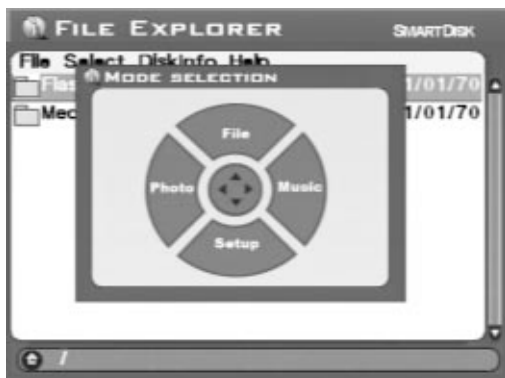 FILE EXPLORER SMARTDISK
File Select DiskInfo Help
Flas 1/01/70
MODE SELECTION
Mec 1/01/70
File
Photo Music
Setup
/